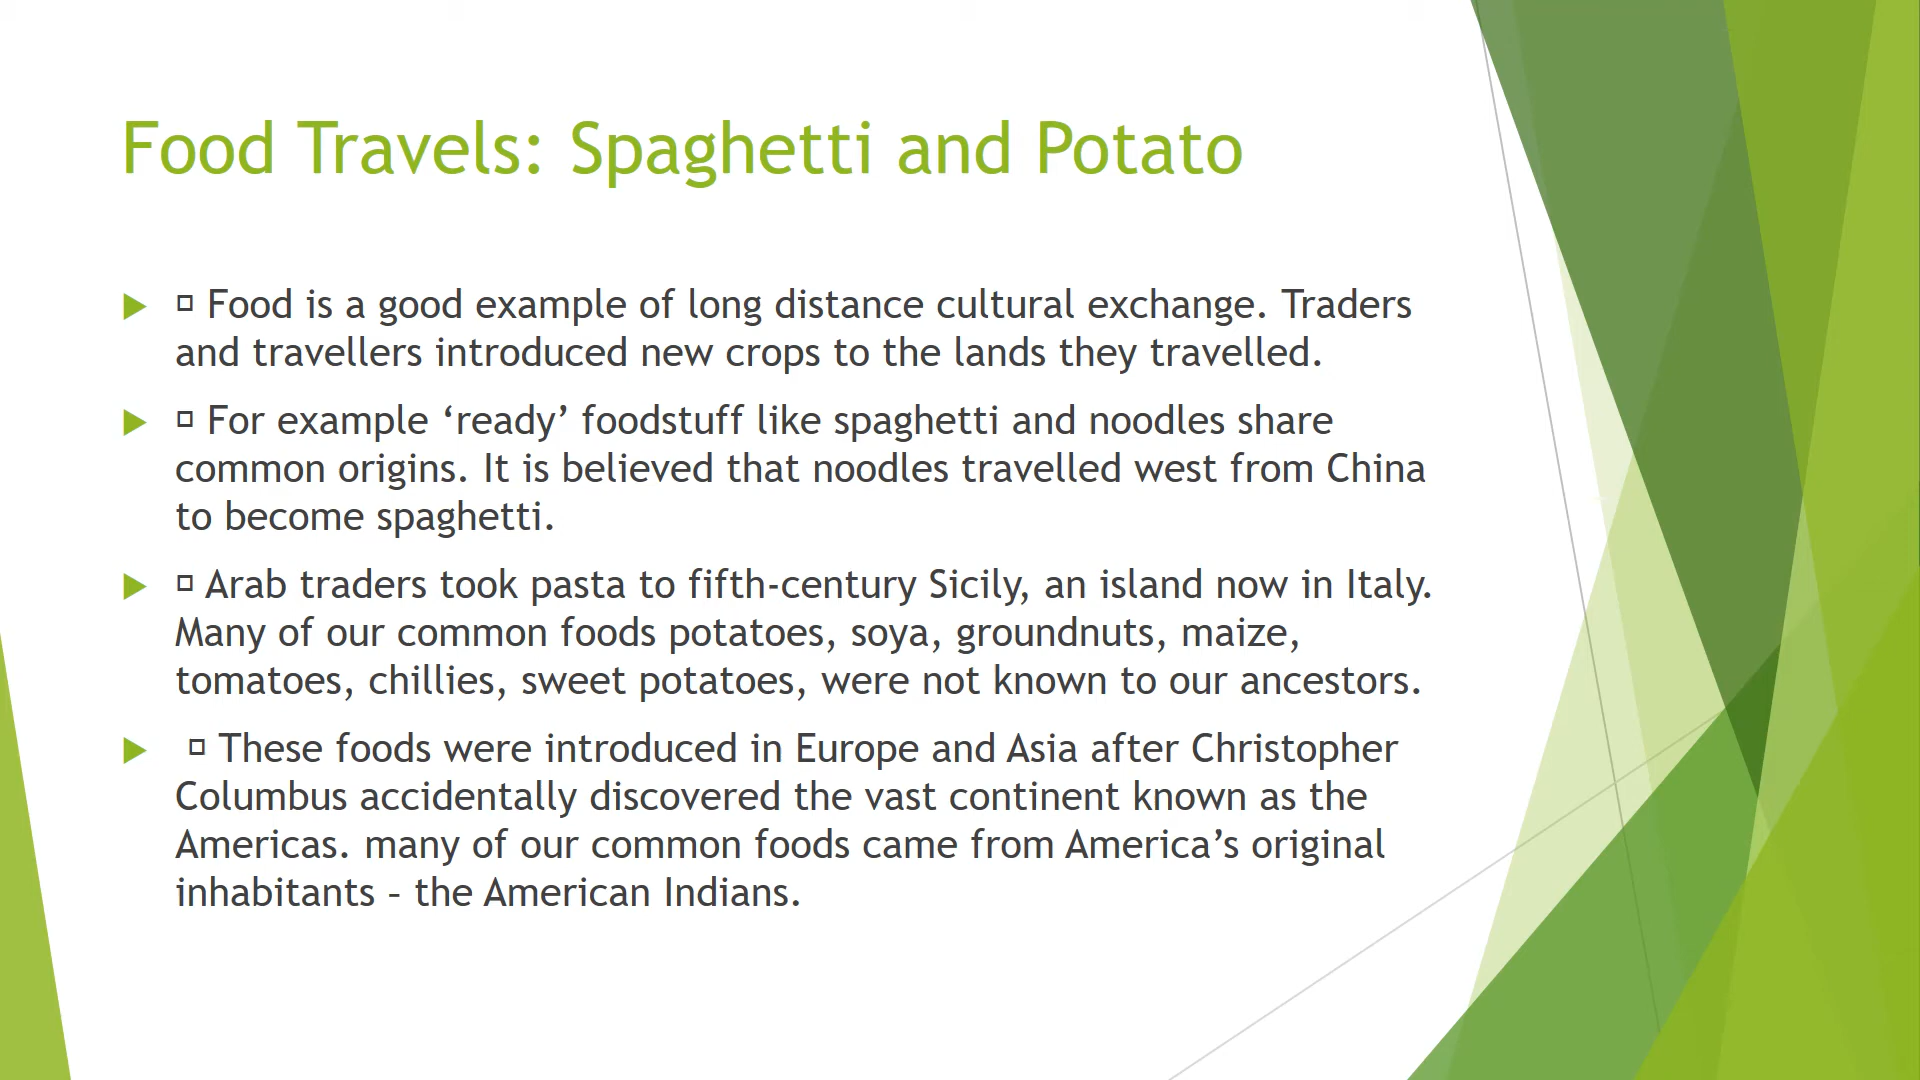 Food Travels: Spaghetti and Potato
▶ □ Food is a good example of long distance cultural exchange. Traders
and travellers introduced new crops to the lands they travelled.
▶ □ For example ‘ready’ foodstuff like spaghetti and noodles share
common origins. It is believed that noodles travelled west from China
to become spaghetti.
▶ □ Arab traders took pasta to fifth-century Sicily, an island now in Italy.
Many of our common foods potatoes, soya, groundnuts, maize,
tomatoes, chillies, sweet potatoes, were not known to our ancestors.
▶ □ These foods were introduced in Europe and Asia after Christopher
Columbus accidentally discovered the vast continent known as the
Americas. many of our common foods came from America’s original
inhabitants – the American Indians.